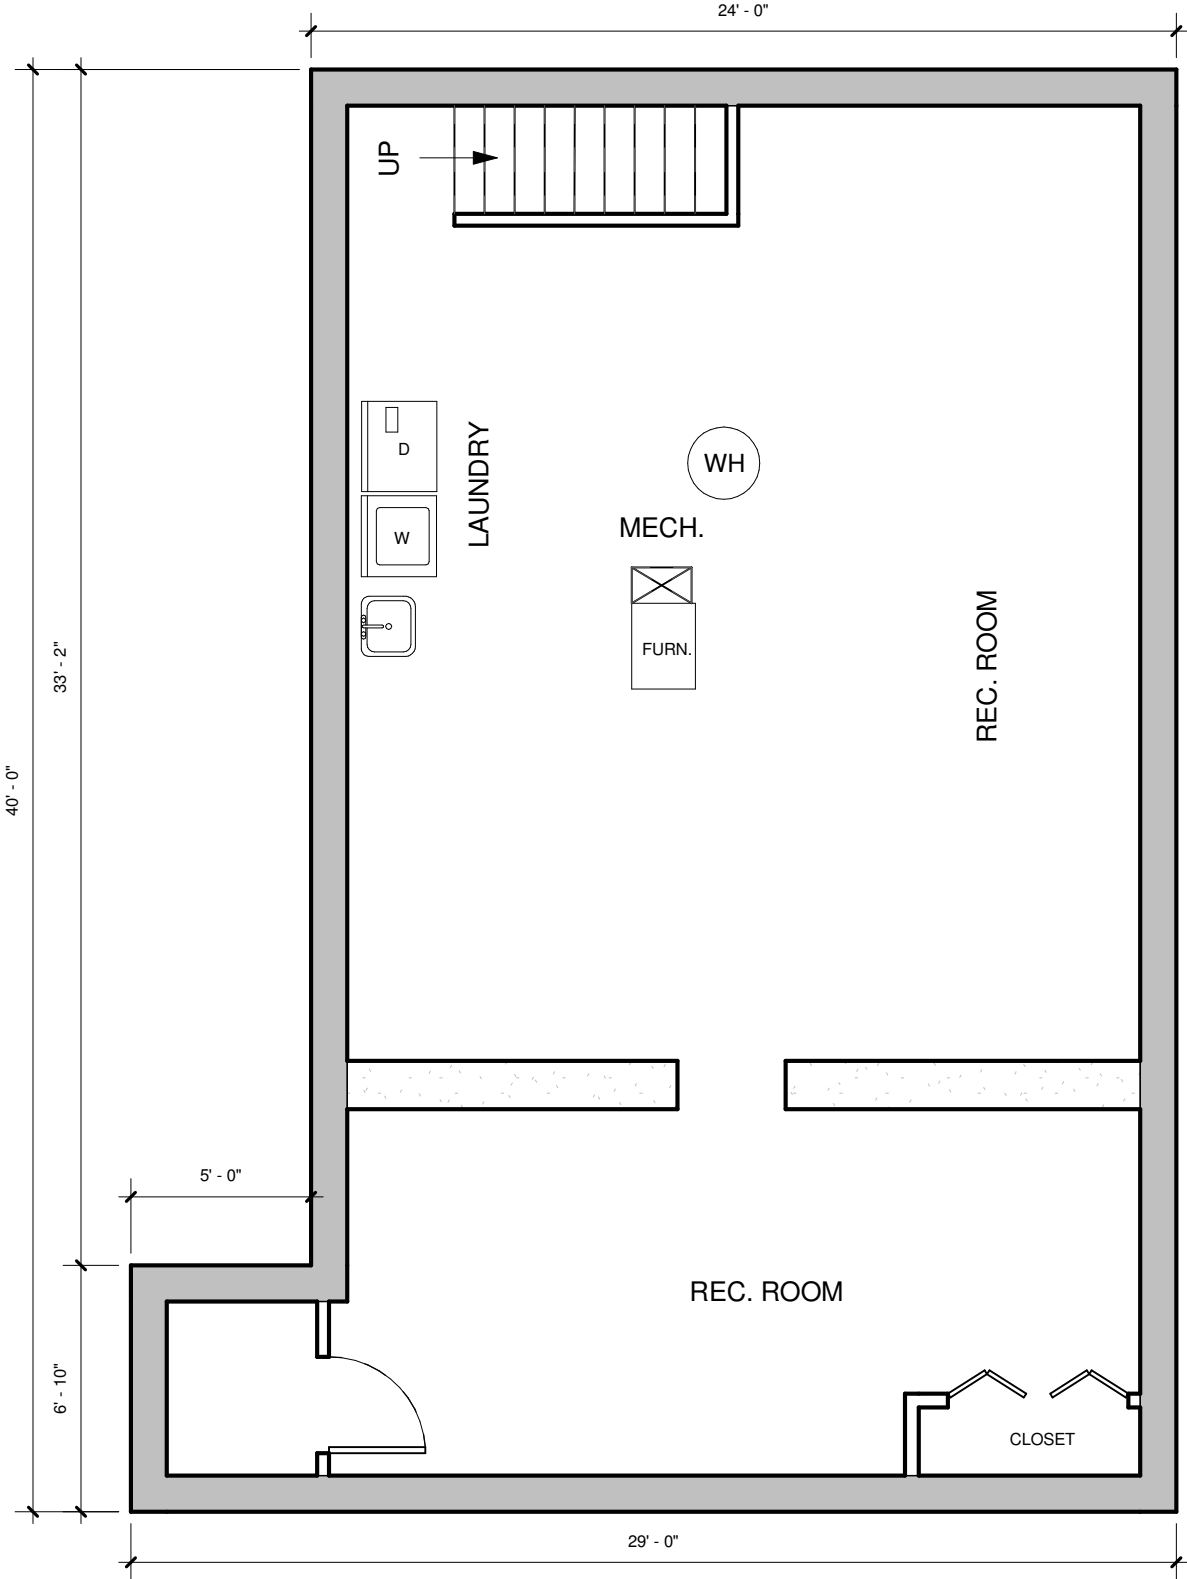 24' - 0"
UP
D
LAUNDRY
WH
W
MECH.
FURN.
REC. ROOM
33' - 2"
40' - 0"
5' - 0"
REC. ROOM
6' - 10"
CLOSET
29' - 0"